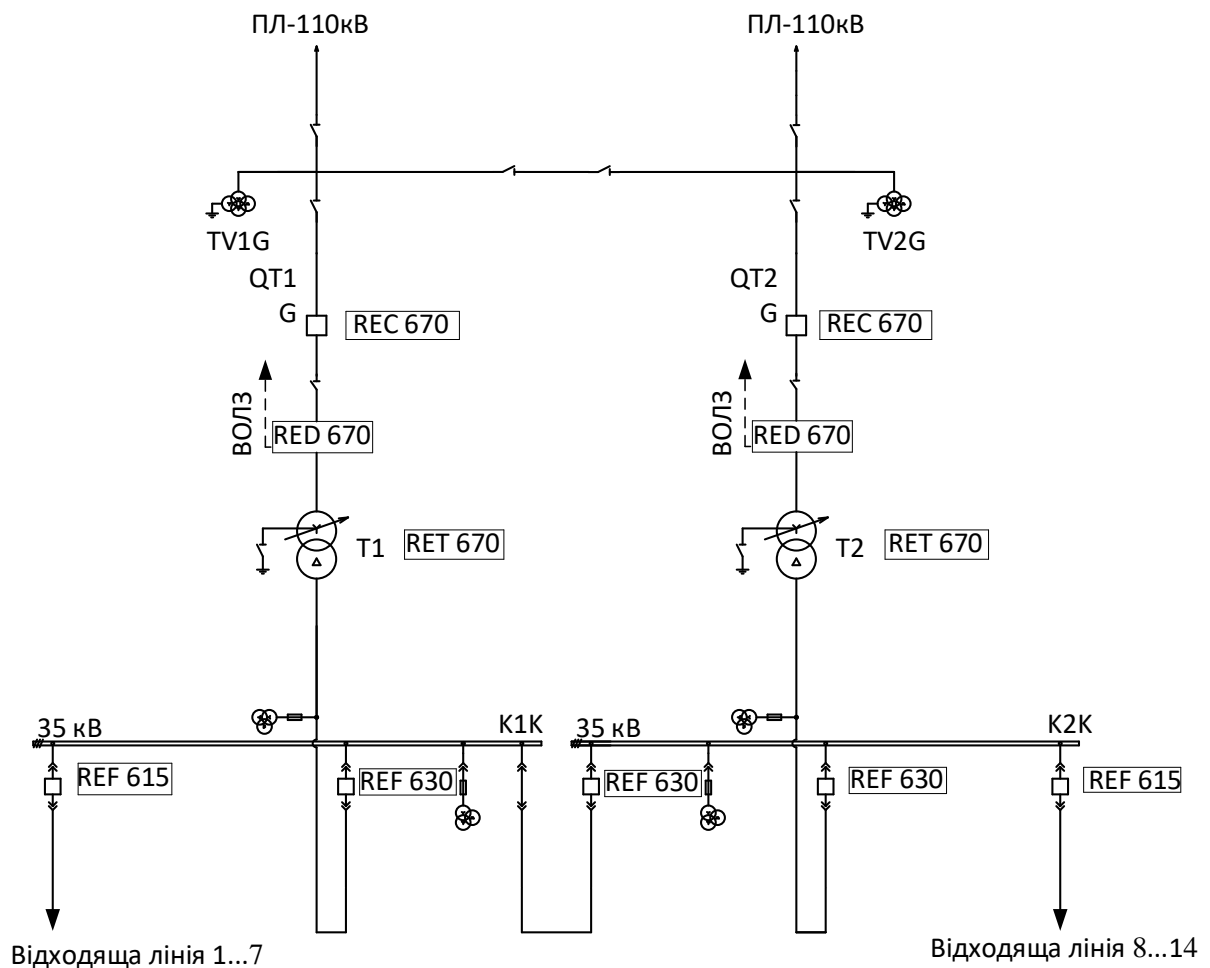 ПЛ-110кВ
ПЛ-110кВ
TV1G
TV2G
QT1
G
REC 670
QT2
G
REC 670
ВОЛЗ
RED 670
ВОЛЗ
RED 670
T1
RET 670
T2
RET 670
35 кВ
K1K
35 кВ
K2K
REF 615
REF 630
REF 630
REF 630
REF 615
Відходяща лінія 1...7
Відходяща лінія 8...14